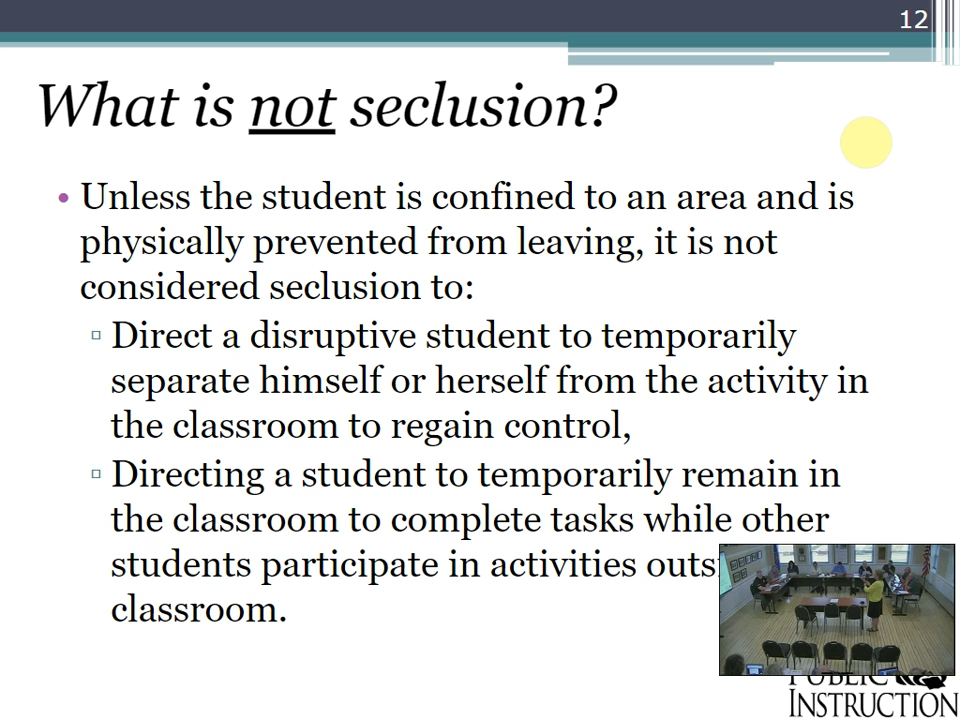 12
What is not seclusion?
• Unless the student is confined to an area and is
physically prevented from leaving, it is not
considered seclusion to:
▫ Direct a disruptive student to temporarily
separate himself or herself from the activity in
the classroom to regain control,
▫ Directing a student to temporarily remain in
the classroom to complete tasks while other
students participate in activities
classroom.
PUBLIC
INSTRUCTION